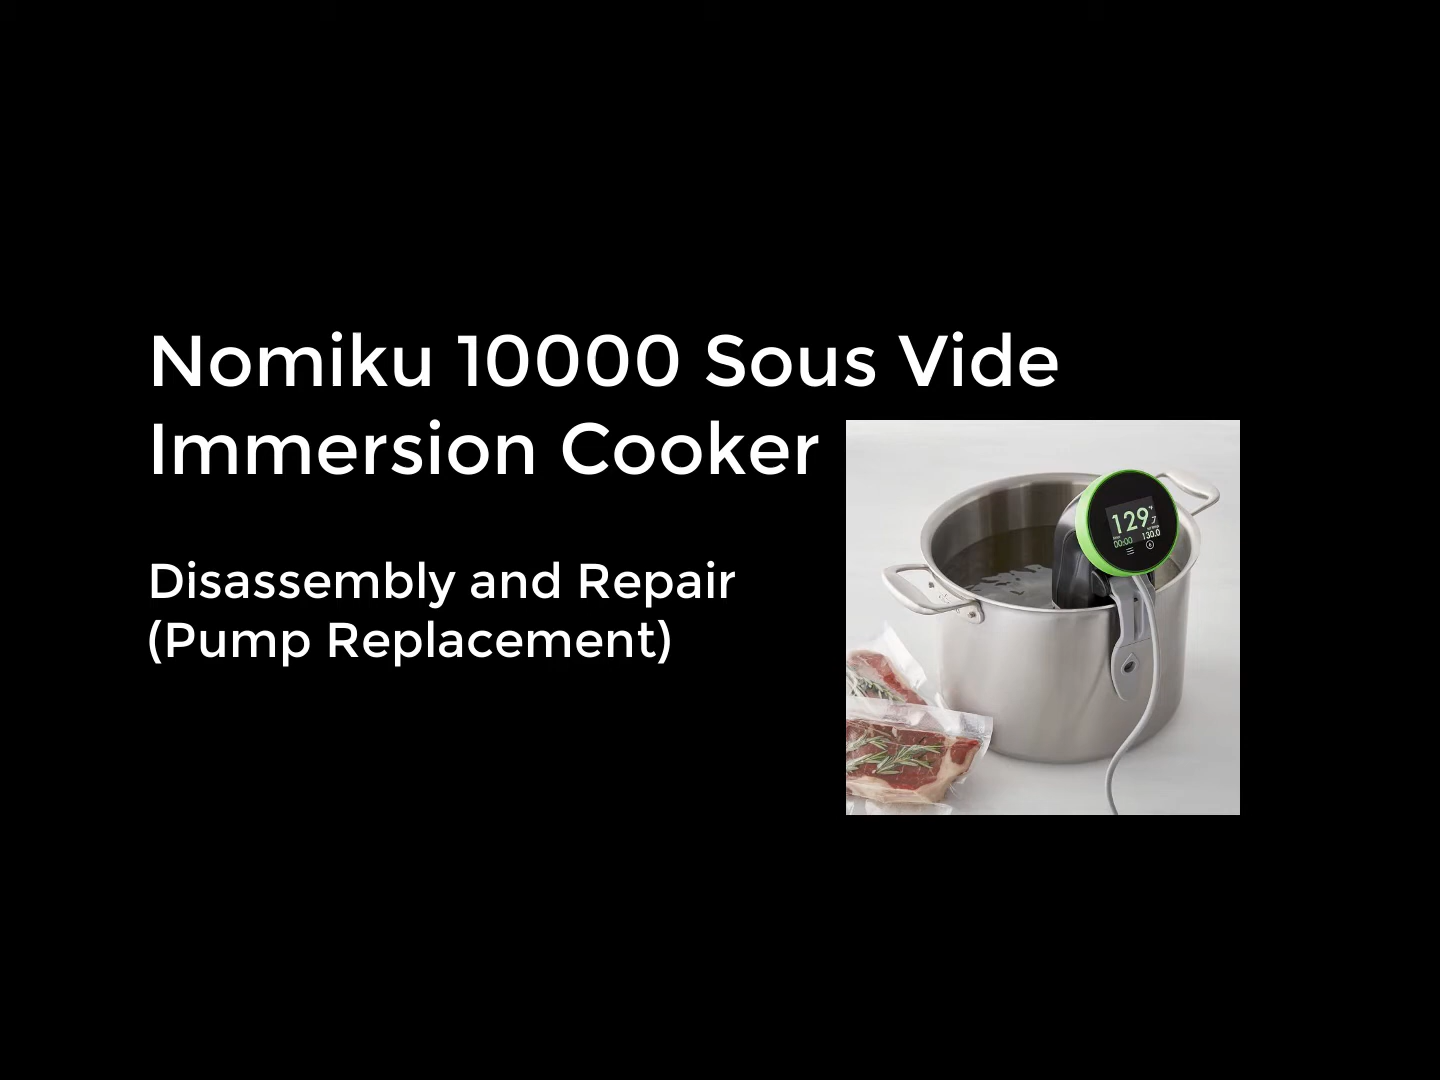 Nomiku 10000 Sous Vide
Immersion Cooker
Disassembly and Repair
(Pump Replacement)
129
00:00
130.0